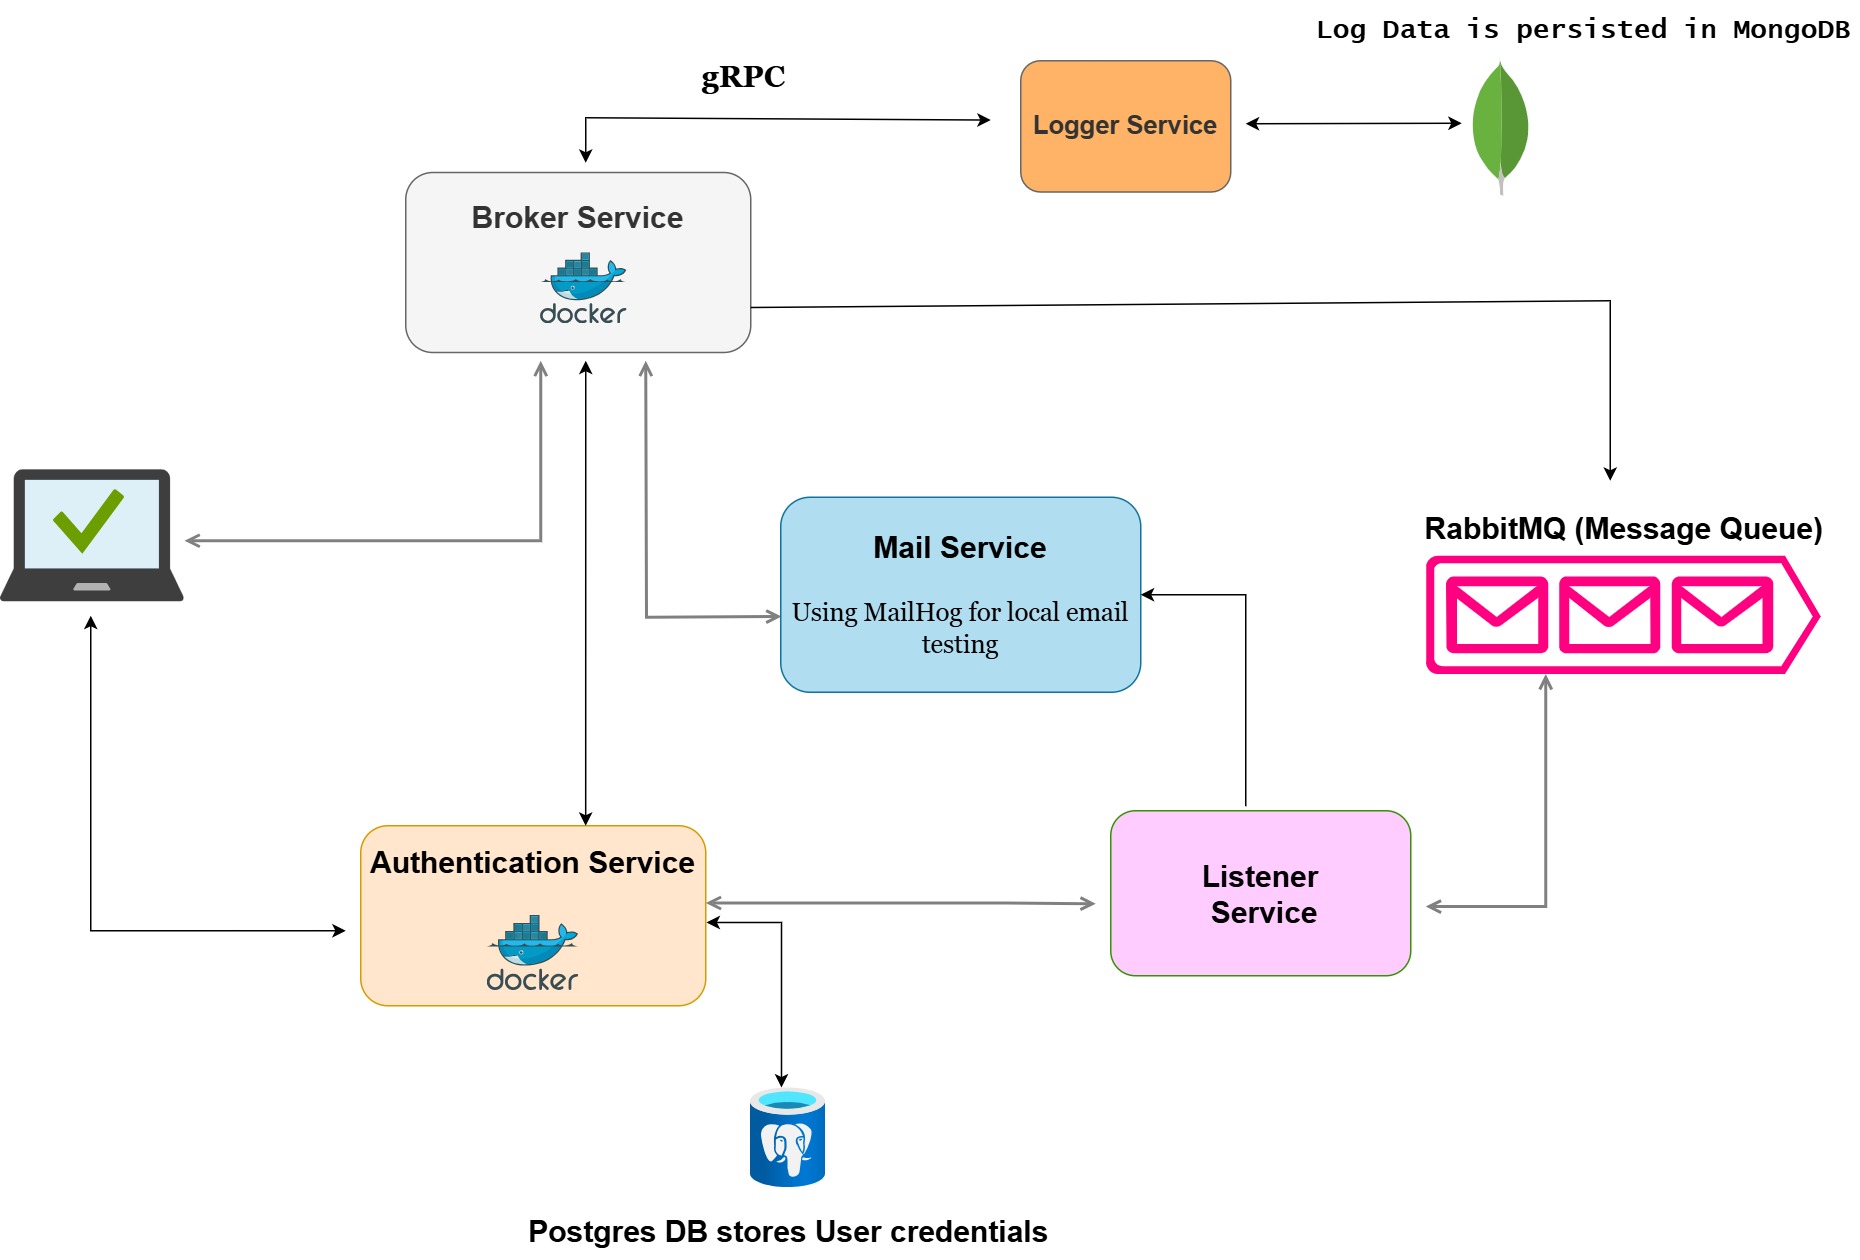 Log Data is persisted in MongoDB
gRPC
Logger Service
Broker Service
docker
RabbitMQ (Message Queue)
Mail Service
Using MailHog for local email
testing
Authentication Service
docker
Listener
Service
Postgres DB stores User credentials